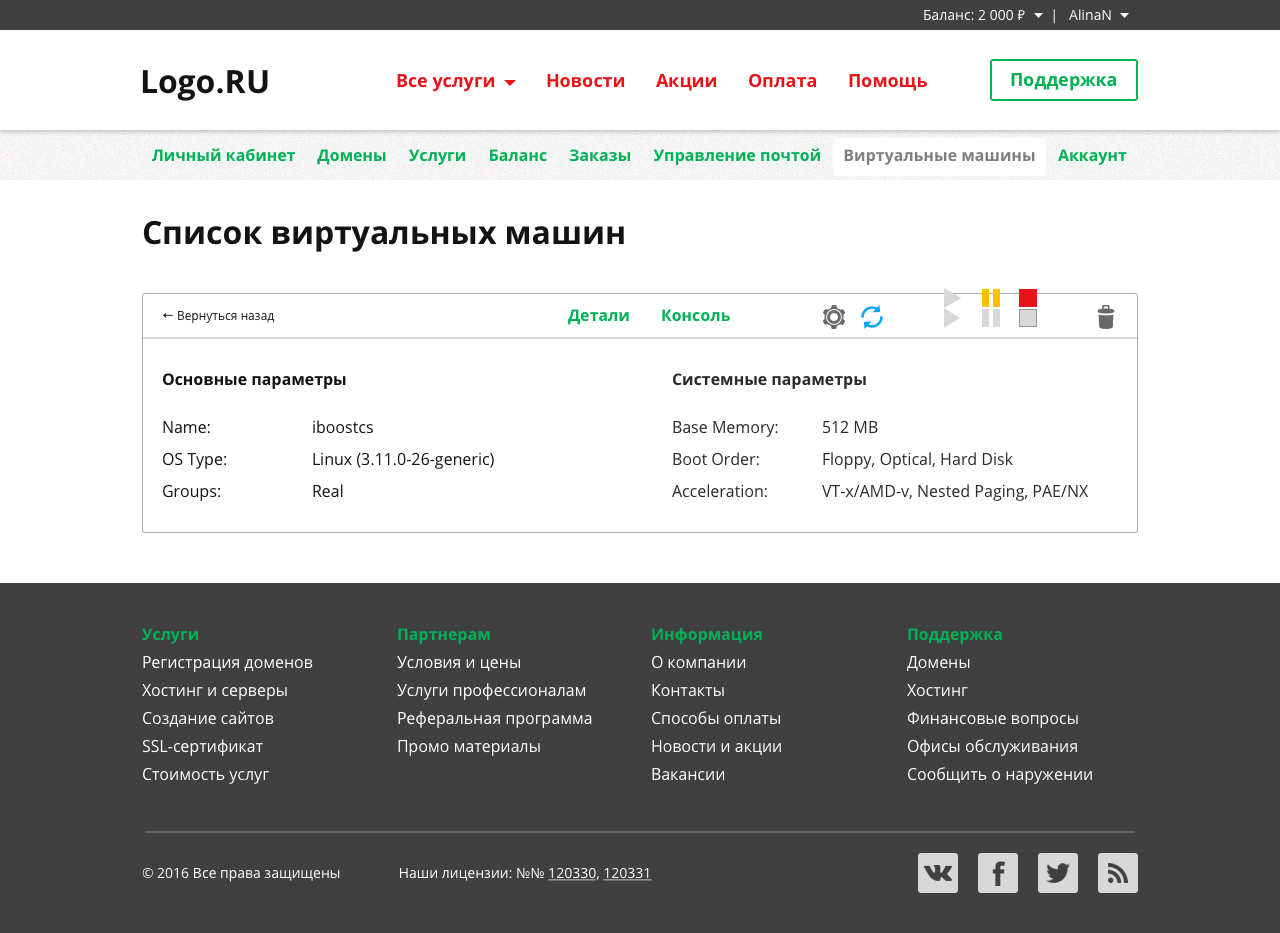 Баланс: 2 000 ₽ | AlinaN
Logo.RU
Все услуги Новости Акции Оплата Помощь Поддержка
Личный кабинет Домены Услуги Баланс Заказы Управление почтой Виртуальные машины Аккаунт
Список виртуальных машин
← Вернуться назад Детали Консоль
Основные параметры
Name: iboostcs
OS Type: Linux (3.11.0-26-generic)
Groups: Real
Системные параметры
Base Memory: 512 MB
Boot Order: Floppy, Optical, Hard Disk
Acceleration: VT-x/AMD-v, Nested Paging, PAE/NX
Услуги
Регистрация доменов
Хостинг и серверы
Создание сайтов
SSL-сертификат
Стоимость услуг
Партнерам
Условия и цены
Услуги профессионалам
Реферальная программа
Промо материалы
Информация
О компании
Контакты
Способы оплаты
Новости и акции
Вакансии
Поддержка
Домены
Хостинг
Финансовые вопросы
Офисы обслуживания
Сообщить о наружении
© 2016 Все права защищены Наши лицензии: №№ 120330, 120331